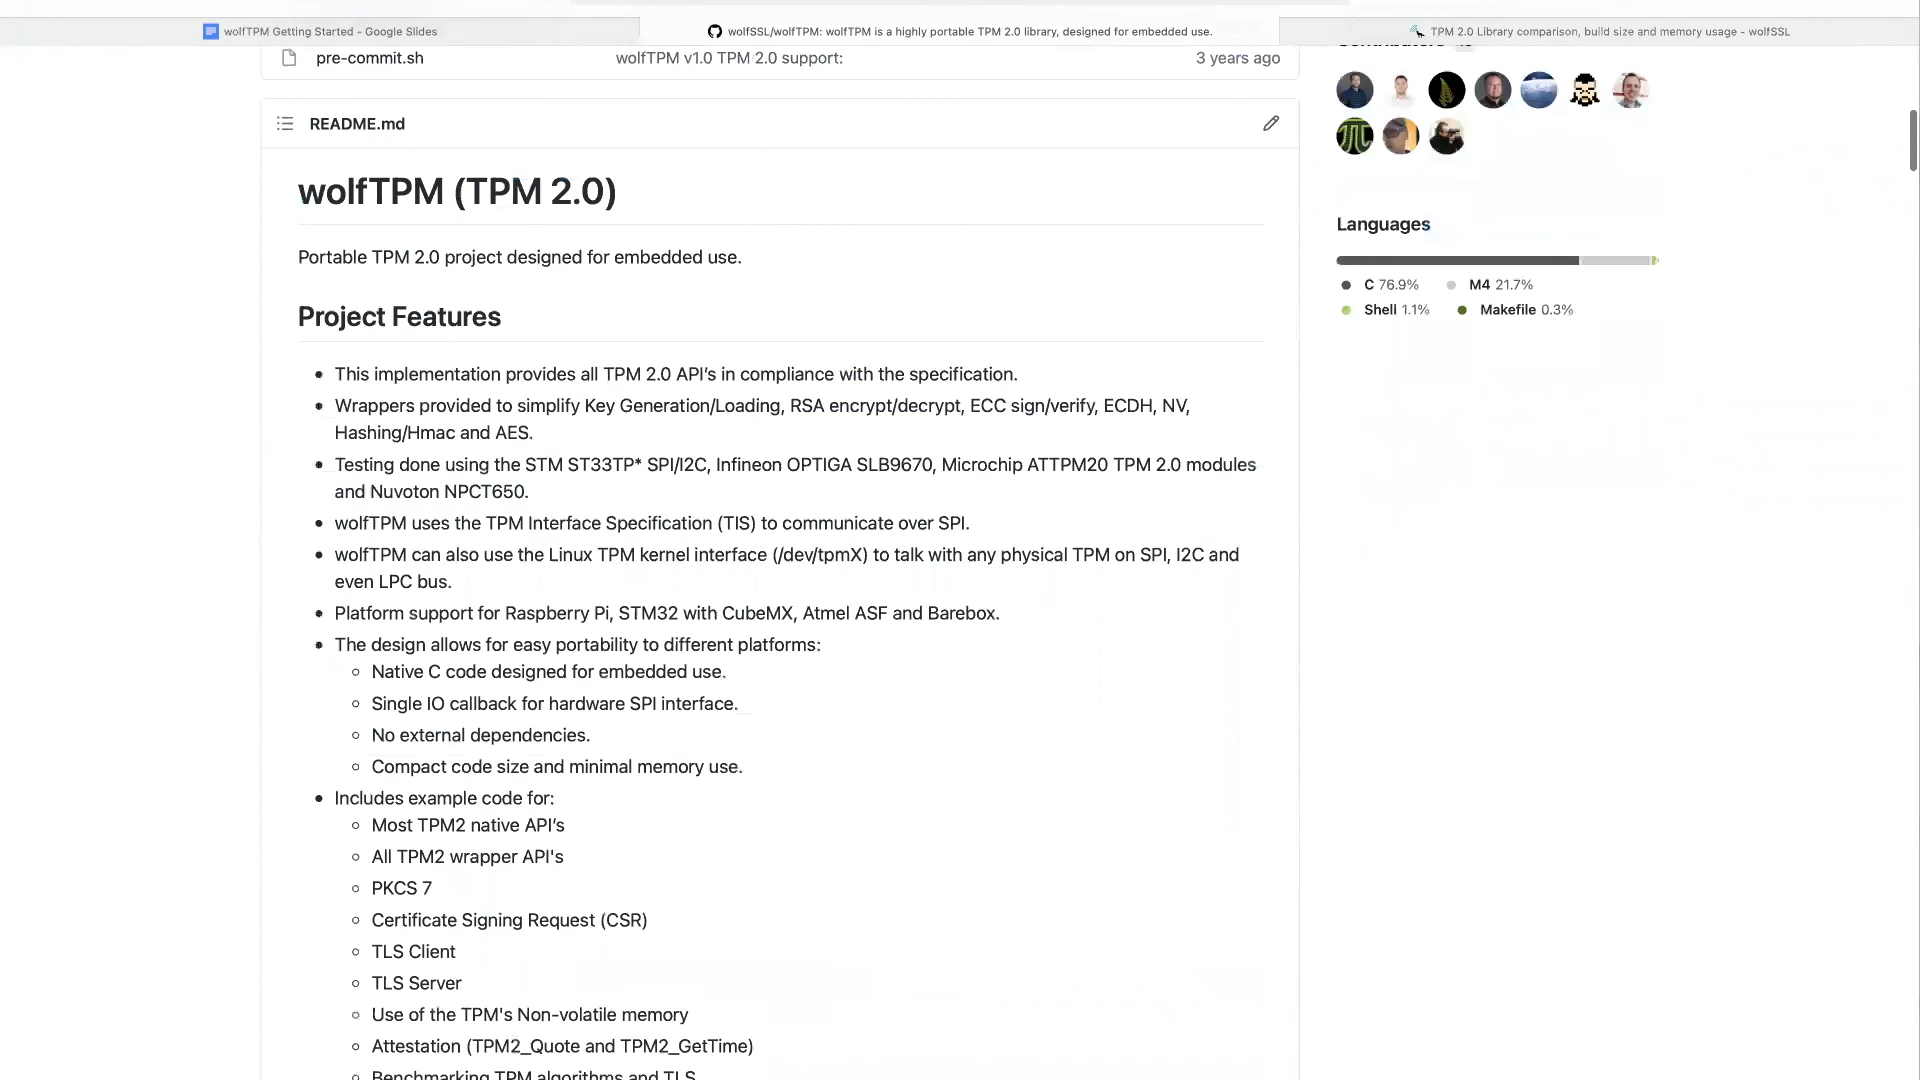 wolfTPM Getting Started - Google Slides
wolfSSL/wolfTPM: wolfTPM is a highly portable TPM 2.0 library, designed for embedded use.
TPM 2.0 Library comparison, build size and memory usage - wolfSSL
pre-commit.sh wolfTPM v1.0 TPM 2.0 support: 3 years ago
README.md
wolfTPM (TPM 2.0)
Portable TPM 2.0 project designed for embedded use.
Project Features
This implementation provides all TPM 2.0 API’s in compliance with the specification.
Wrappers provided to simplify Key Generation/Loading, RSA encrypt/decrypt, ECC sign/verify, ECDH, NV,
Hashing/Hmac and AES.
Testing done using the STM ST33TP* SPI/I2C, Infineon OPTIGA SLB9670, Microchip ATTPM20 TPM 2.0 modules
and Nuvoton NPCT650.
wolfTPM uses the TPM Interface Specification (TIS) to communicate over SPI.
wolfTPM can also use the Linux TPM kernel interface (/dev/tpmX) to talk with any physical TPM on SPI, I2C and
even LPC bus.
Platform support for Raspberry Pi, STM32 with CubeMX, Atmel ASF and Barebox.
The design allows for easy portability to different platforms:
Native C code designed for embedded use.
Single IO callback for hardware SPI interface.
No external dependencies.
Compact code size and minimal memory use.
Includes example code for:
Most TPM2 native API’s
All TPM2 wrapper API's
PKCS 7
Certificate Signing Request (CSR)
TLS Client
TLS Server
Use of the TPM's Non-volatile memory
Attestation (TPM2_Quote and TPM2_GetTime)
Benchmarking TPM algorithms and TLS
Contributors
Languages
C 76.9% M4 21.7%
Shell 1.1% Makefile 0.3%